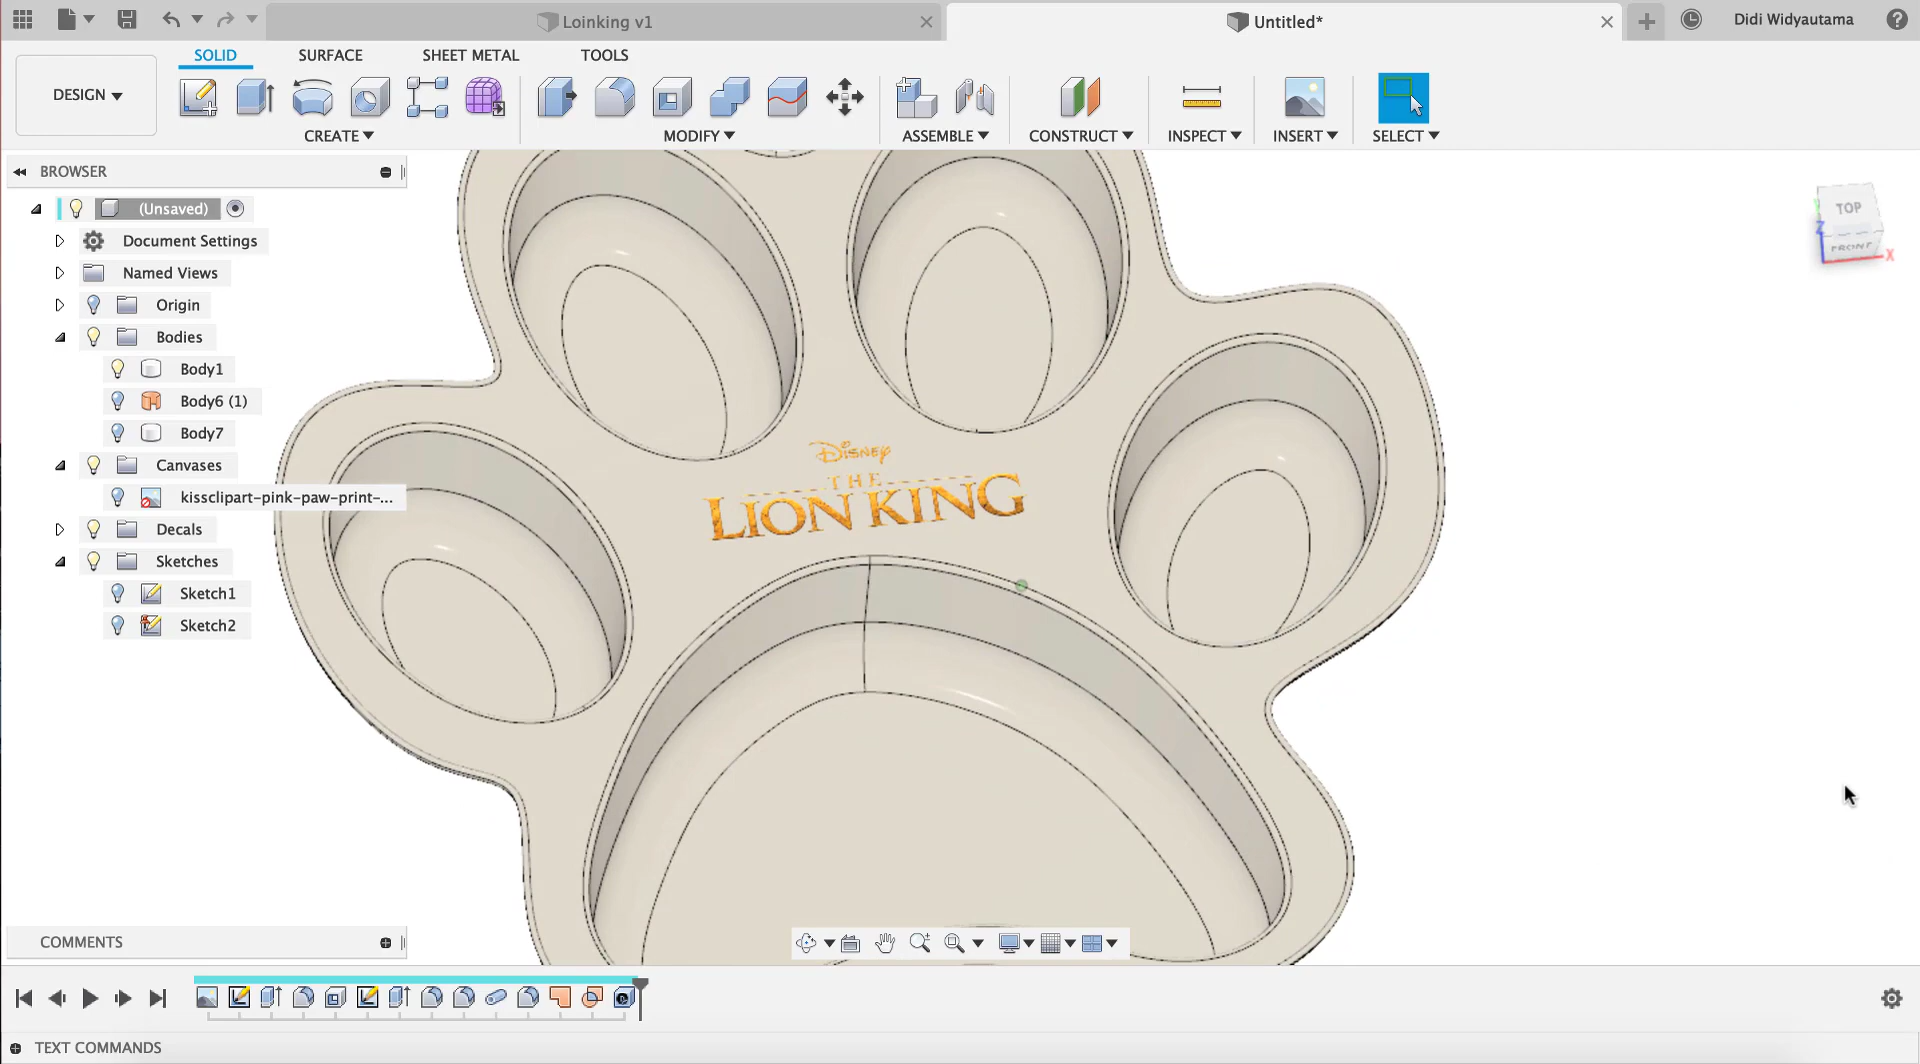 Loinking v1
Untitled*
Didi Widyautama
SOLID
SURFACE
SHEET METAL
TOOLS
DESIGN
CREATE
MODIFY
ASSEMBLE
CONSTRUCT
INSPECT
INSERT
SELECT
BROWSER
(Unsaved)
Document Settings
Named Views
Origin
Bodies
Body1
Body6 (1)
Body7
Canvases
kissclipart-pink-paw-print-...
Decals
Sketches
Sketch1
Sketch2
TOP
FRONT
Z
X
Disney
THE
LION KING
COMMENTS
TEXT COMMANDS